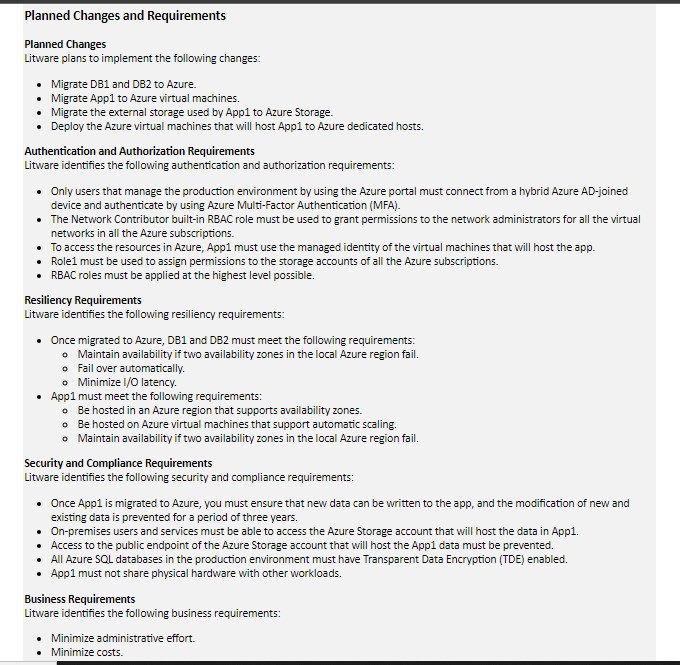 Planned Changes and Requirements
Planned Changes
Litware plans to implement the following changes:
• Migrate DB1 and DB2 to Azure.
• Migrate App1 to Azure virtual machines.
• Migrate the external storage used by App1 to Azure Storage.
• Deploy the Azure virtual machines that will host App1 to Azure dedicated hosts.
Authentication and Authorization Requirements
Litware identifies the following authentication and authorization requirements:
• Only users that manage the production environment by using the Azure portal must connect from a hybrid Azure AD-joined
device and authenticate by using Azure Multi-Factor Authentication (MFA).
• The Network Contributor built-in RBAC role must be used to grant permissions to the network administrators for all the virtual
networks in all the Azure subscriptions.
• To access the resources in Azure, App1 must use the managed identity of the virtual machines that will host the app.
• Role1 must be used to assign permissions to the storage accounts of all the Azure subscriptions.
• RBAC roles must be applied at the highest level possible.
Resiliency Requirements
Litware identifies the following resiliency requirements:
• Once migrated to Azure, DB1 and DB2 must meet the following requirements:
o Maintain availability if two availability zones in the local Azure region fail.
o Fail over automatically.
o Minimize I/O latency.
• App1 must meet the following requirements:
o Be hosted in an Azure region that supports availability zones.
o Be hosted on Azure virtual machines that support automatic scaling.
o Maintain availability if two availability zones in the local Azure region fail.
Security and Compliance Requirements
Litware identifies the following security and compliance requirements:
• Once App1 is migrated to Azure, you must ensure that new data can be written to the app, and the modification of new and
existing data is prevented for a period of three years.
• On-premises users and services must be able to access the Azure Storage account that will host the data in App1.
• Access to the public endpoint of the Azure Storage account that will host the App1 data must be prevented.
• All Azure SQL databases in the production environment must have Transparent Data Encryption (TDE) enabled.
• App1 must not share physical hardware with other workloads.
Business Requirements
Litware identifies the following business requirements:
• Minimize administrative effort.
• Minimize costs.